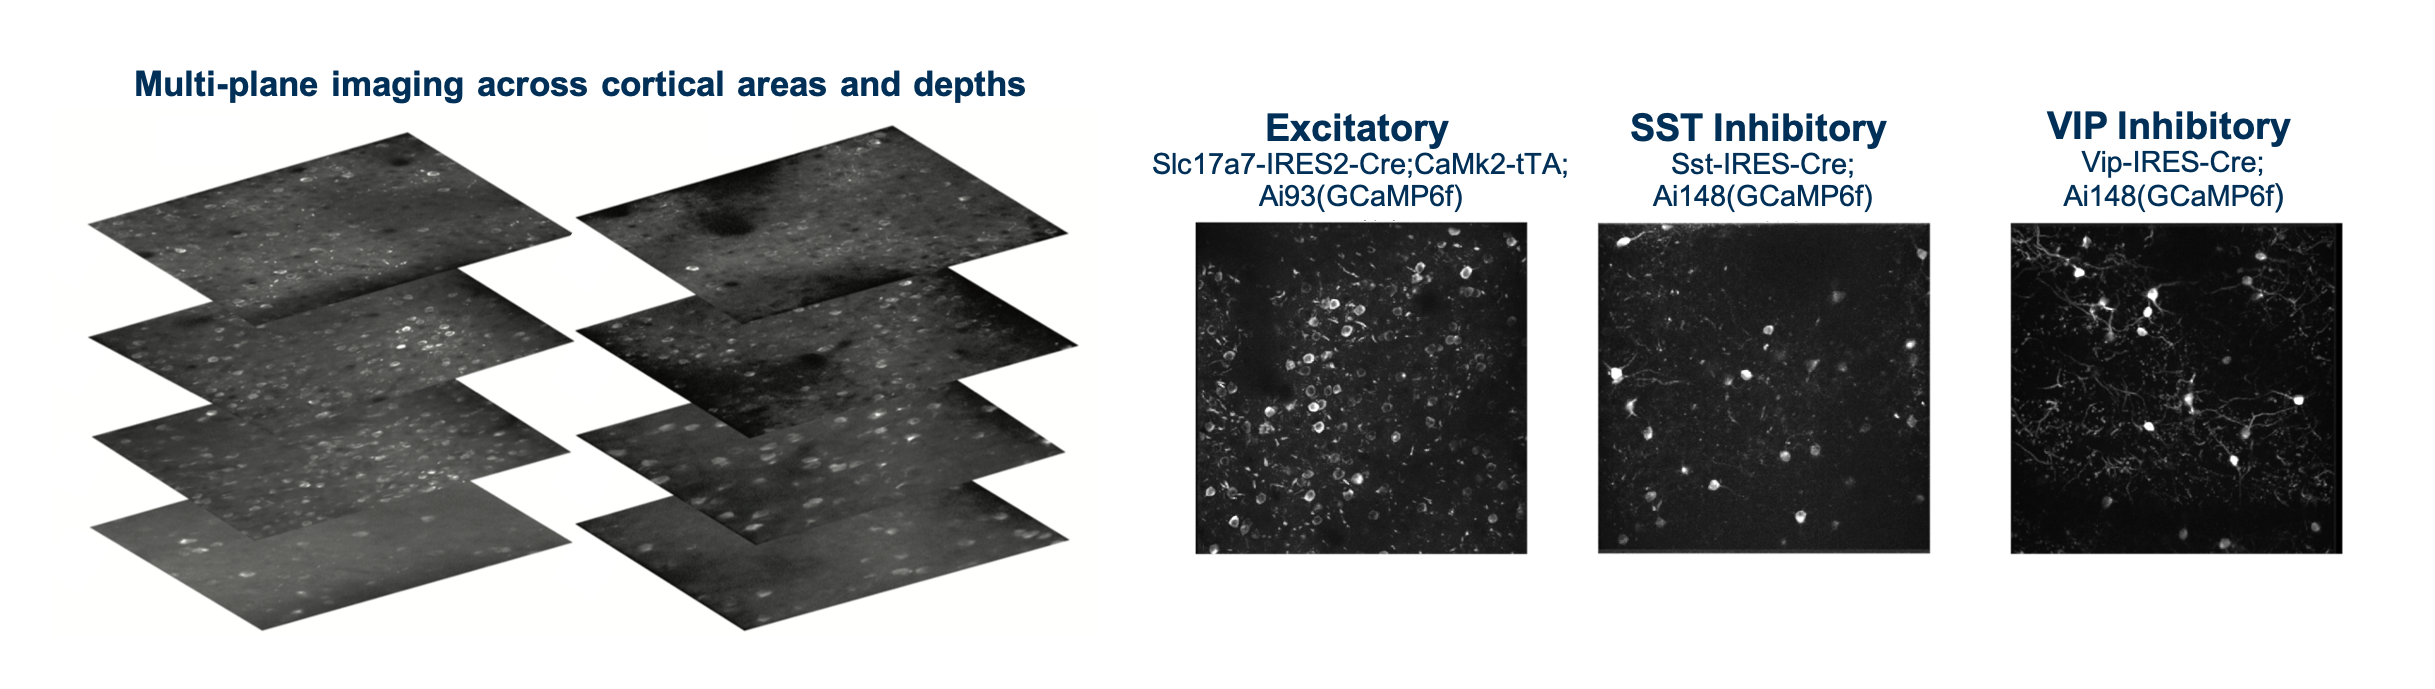 Multi-plane imaging across cortical areas and depths
Excitatory
Slc17a7-IRES2-Cre;CaMk2-tTA;
Ai93(GCaMP6f)
SST Inhibitory
Sst-IRES-Cre;
Ai148(GCaMP6f)
VIP Inhibitory
Vip-IRES-Cre;
Ai148(GCaMP6f)